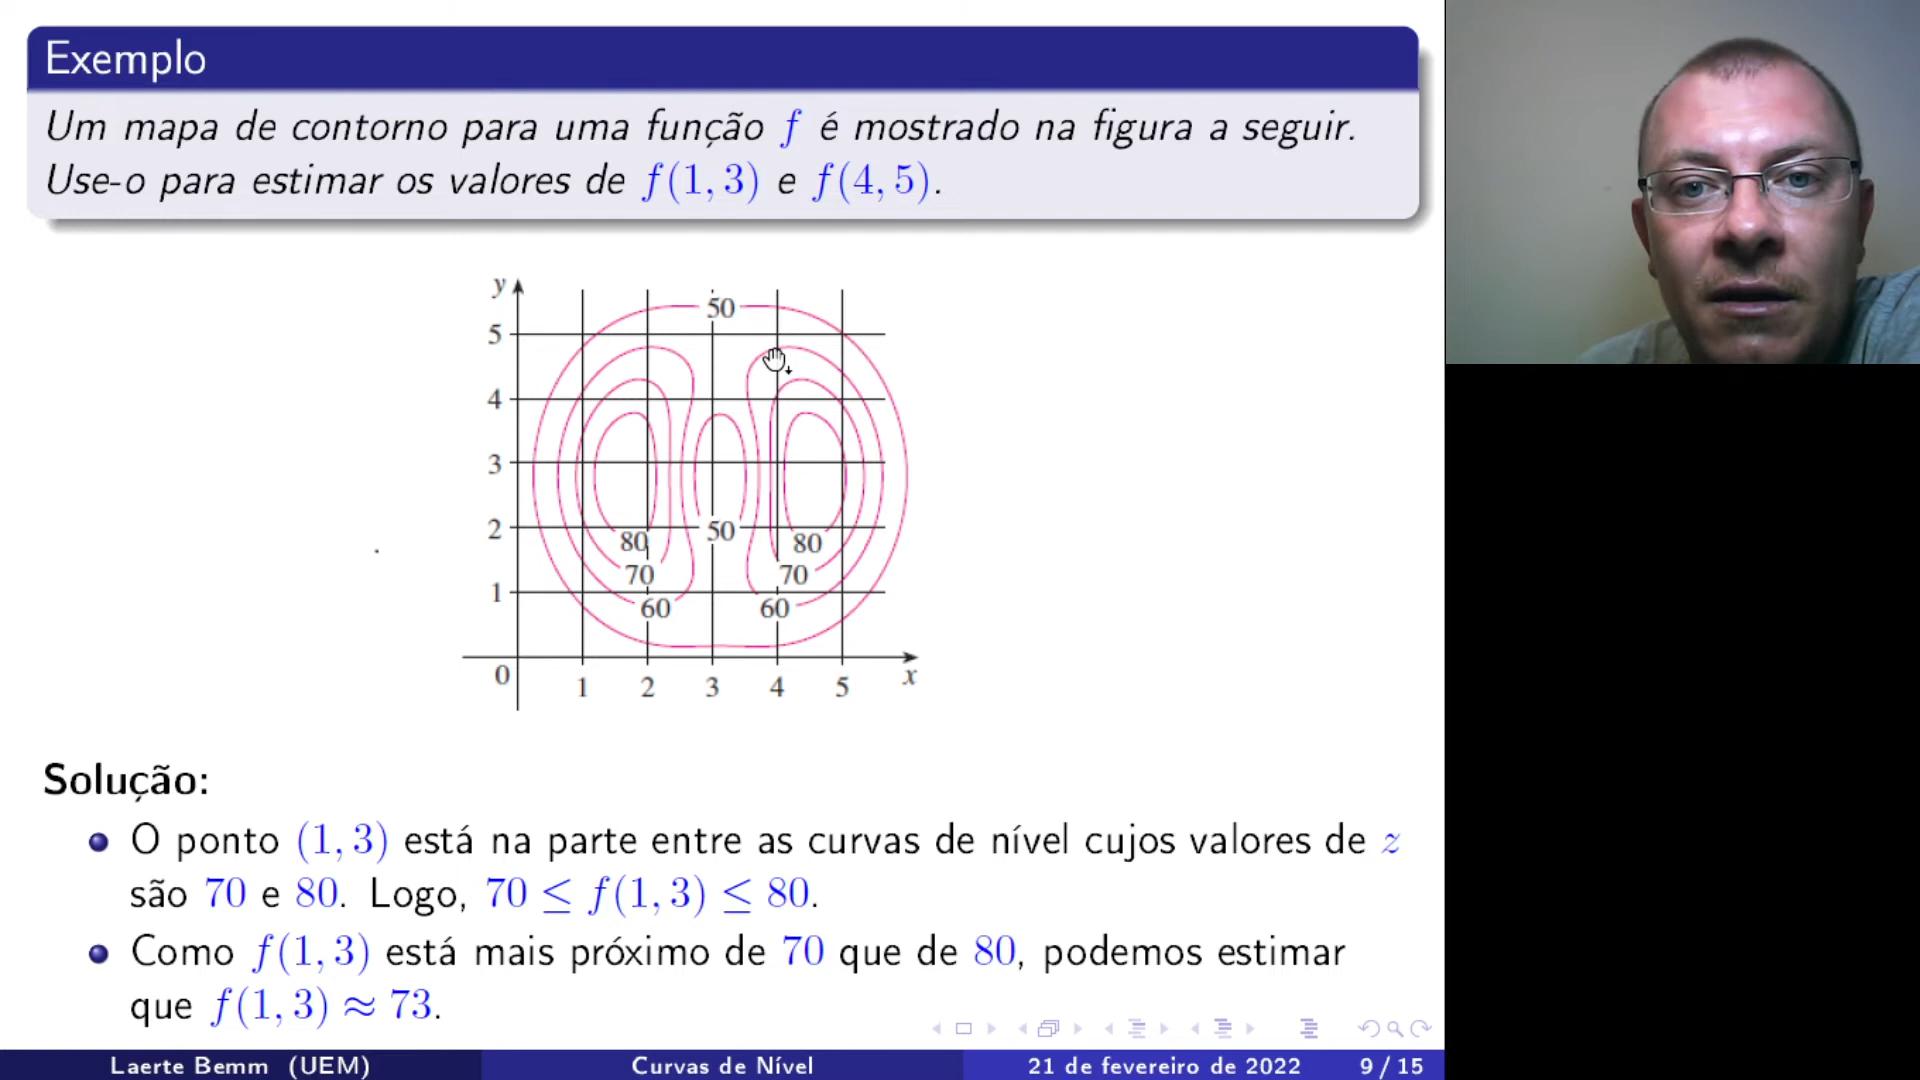 Exemplo
Um mapa de contorno para uma função f é mostrado na figura a seguir.
Use-o para estimar os valores de f(1, 3) e f(4, 5).
y
50
5
4
3
2
50
80
80
70
70
1
60
60
0
1 2 3 4 5
x
Solução:
O ponto (1, 3) está na parte entre as curvas de nível cujos valores de z
são 70 e 80. Logo, 70 ≤ f(1, 3) ≤ 80.
Como f(1, 3) está mais próximo de 70 que de 80, podemos estimar
que f(1, 3) ≈ 73.
Laerte Bemm (UEM) Curvas de Nível 21 de fevereiro de 2022 9 / 15